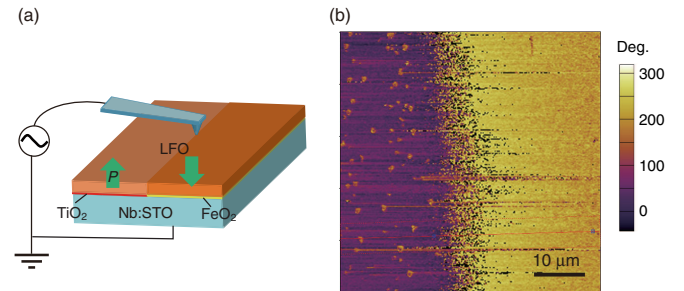 (a)
LFO
P
TiO₂
Nb:STO
FeO₂
(b)
Deg.
300
200
100
0
10 μm